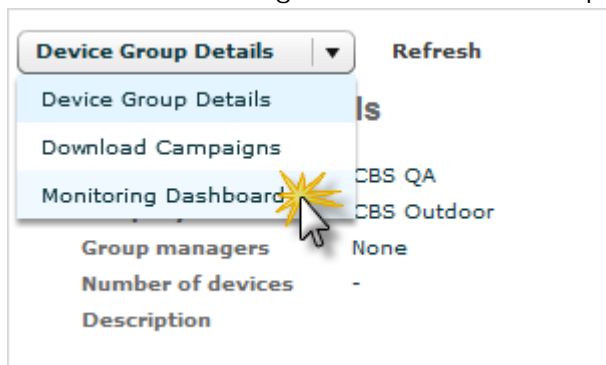 Device Group Details Refresh
Device Group Details
ls
Download Campaigns
CBS QA
Monitoring Dashboard
CBS Outdoor
Group managers None
Number of devices -
Description